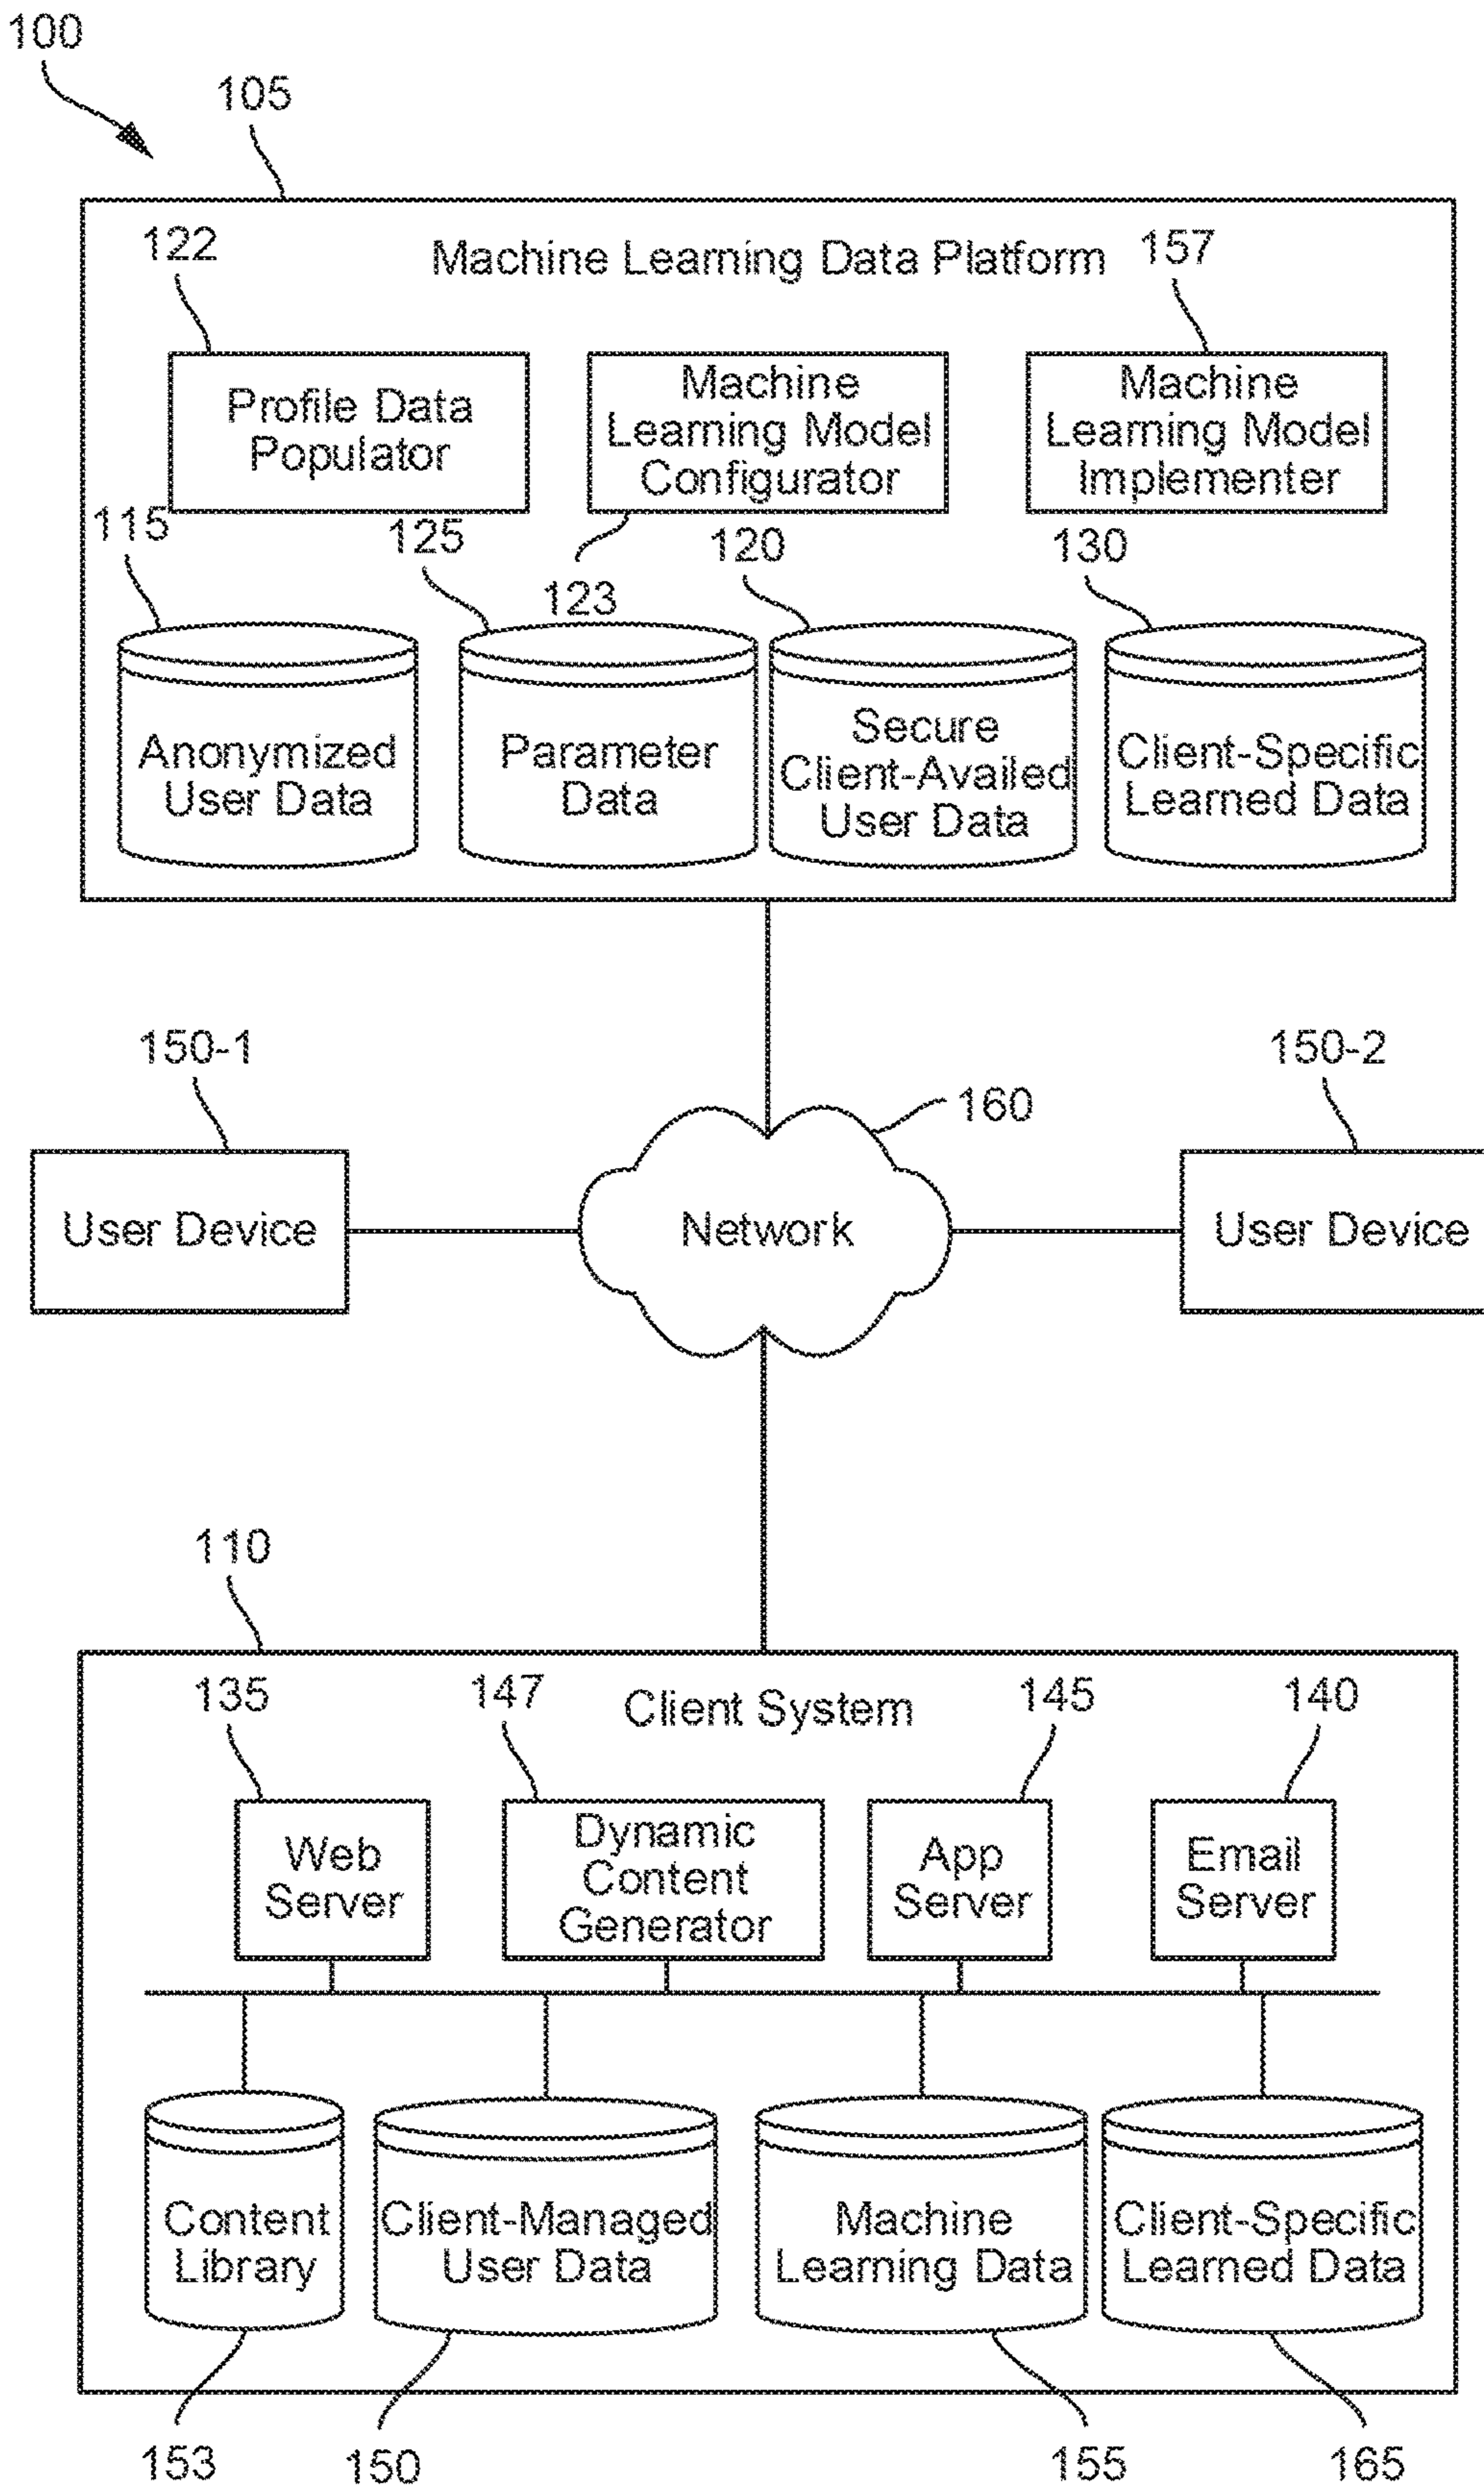 100
105
122
Machine Learning Data Platform
157
Profile Data
Populator
Machine
Learning Model
Configurator
Machine
Learning Model
Implementer
115
125
123
120
130
Anonymized
User Data
Parameter
Data
Secure
Client-Availed
User Data
Client-Specific
Learned Data
150-1
150-2
160
User Device
Network
User Device
110
135
147
Client System
145
140
Web
Server
Dynamic
Content
Generator
App
Server
Email
Server
Content
Library
Client-Managed
User Data
Machine
Learning Data
Client-Specific
Learned Data
153
150
155
165